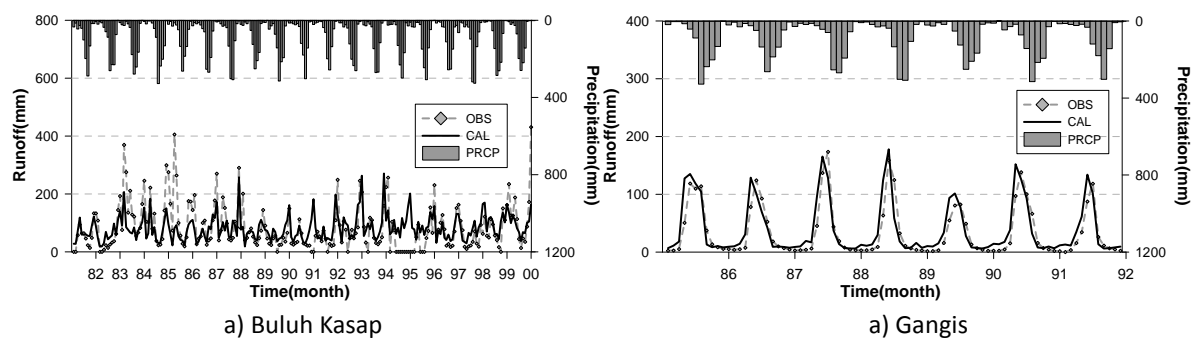 800
600
400
200
0
Runoff(mm)
0
400
800
1200
Precipitation(mm)
OBS
CAL
PRCP
82 83 84 85 86 87 88 89 90 91 92 93 94 95 96 97 98 99 00
Time(month)
a) Buluh Kasap
400
300
200
100
0
Runoff(mm)
0
400
800
1200
Precipitation(mm)
OBS
CAL
PRCP
86 87 88 89 90 91 92
Time(month)
a) Gangis